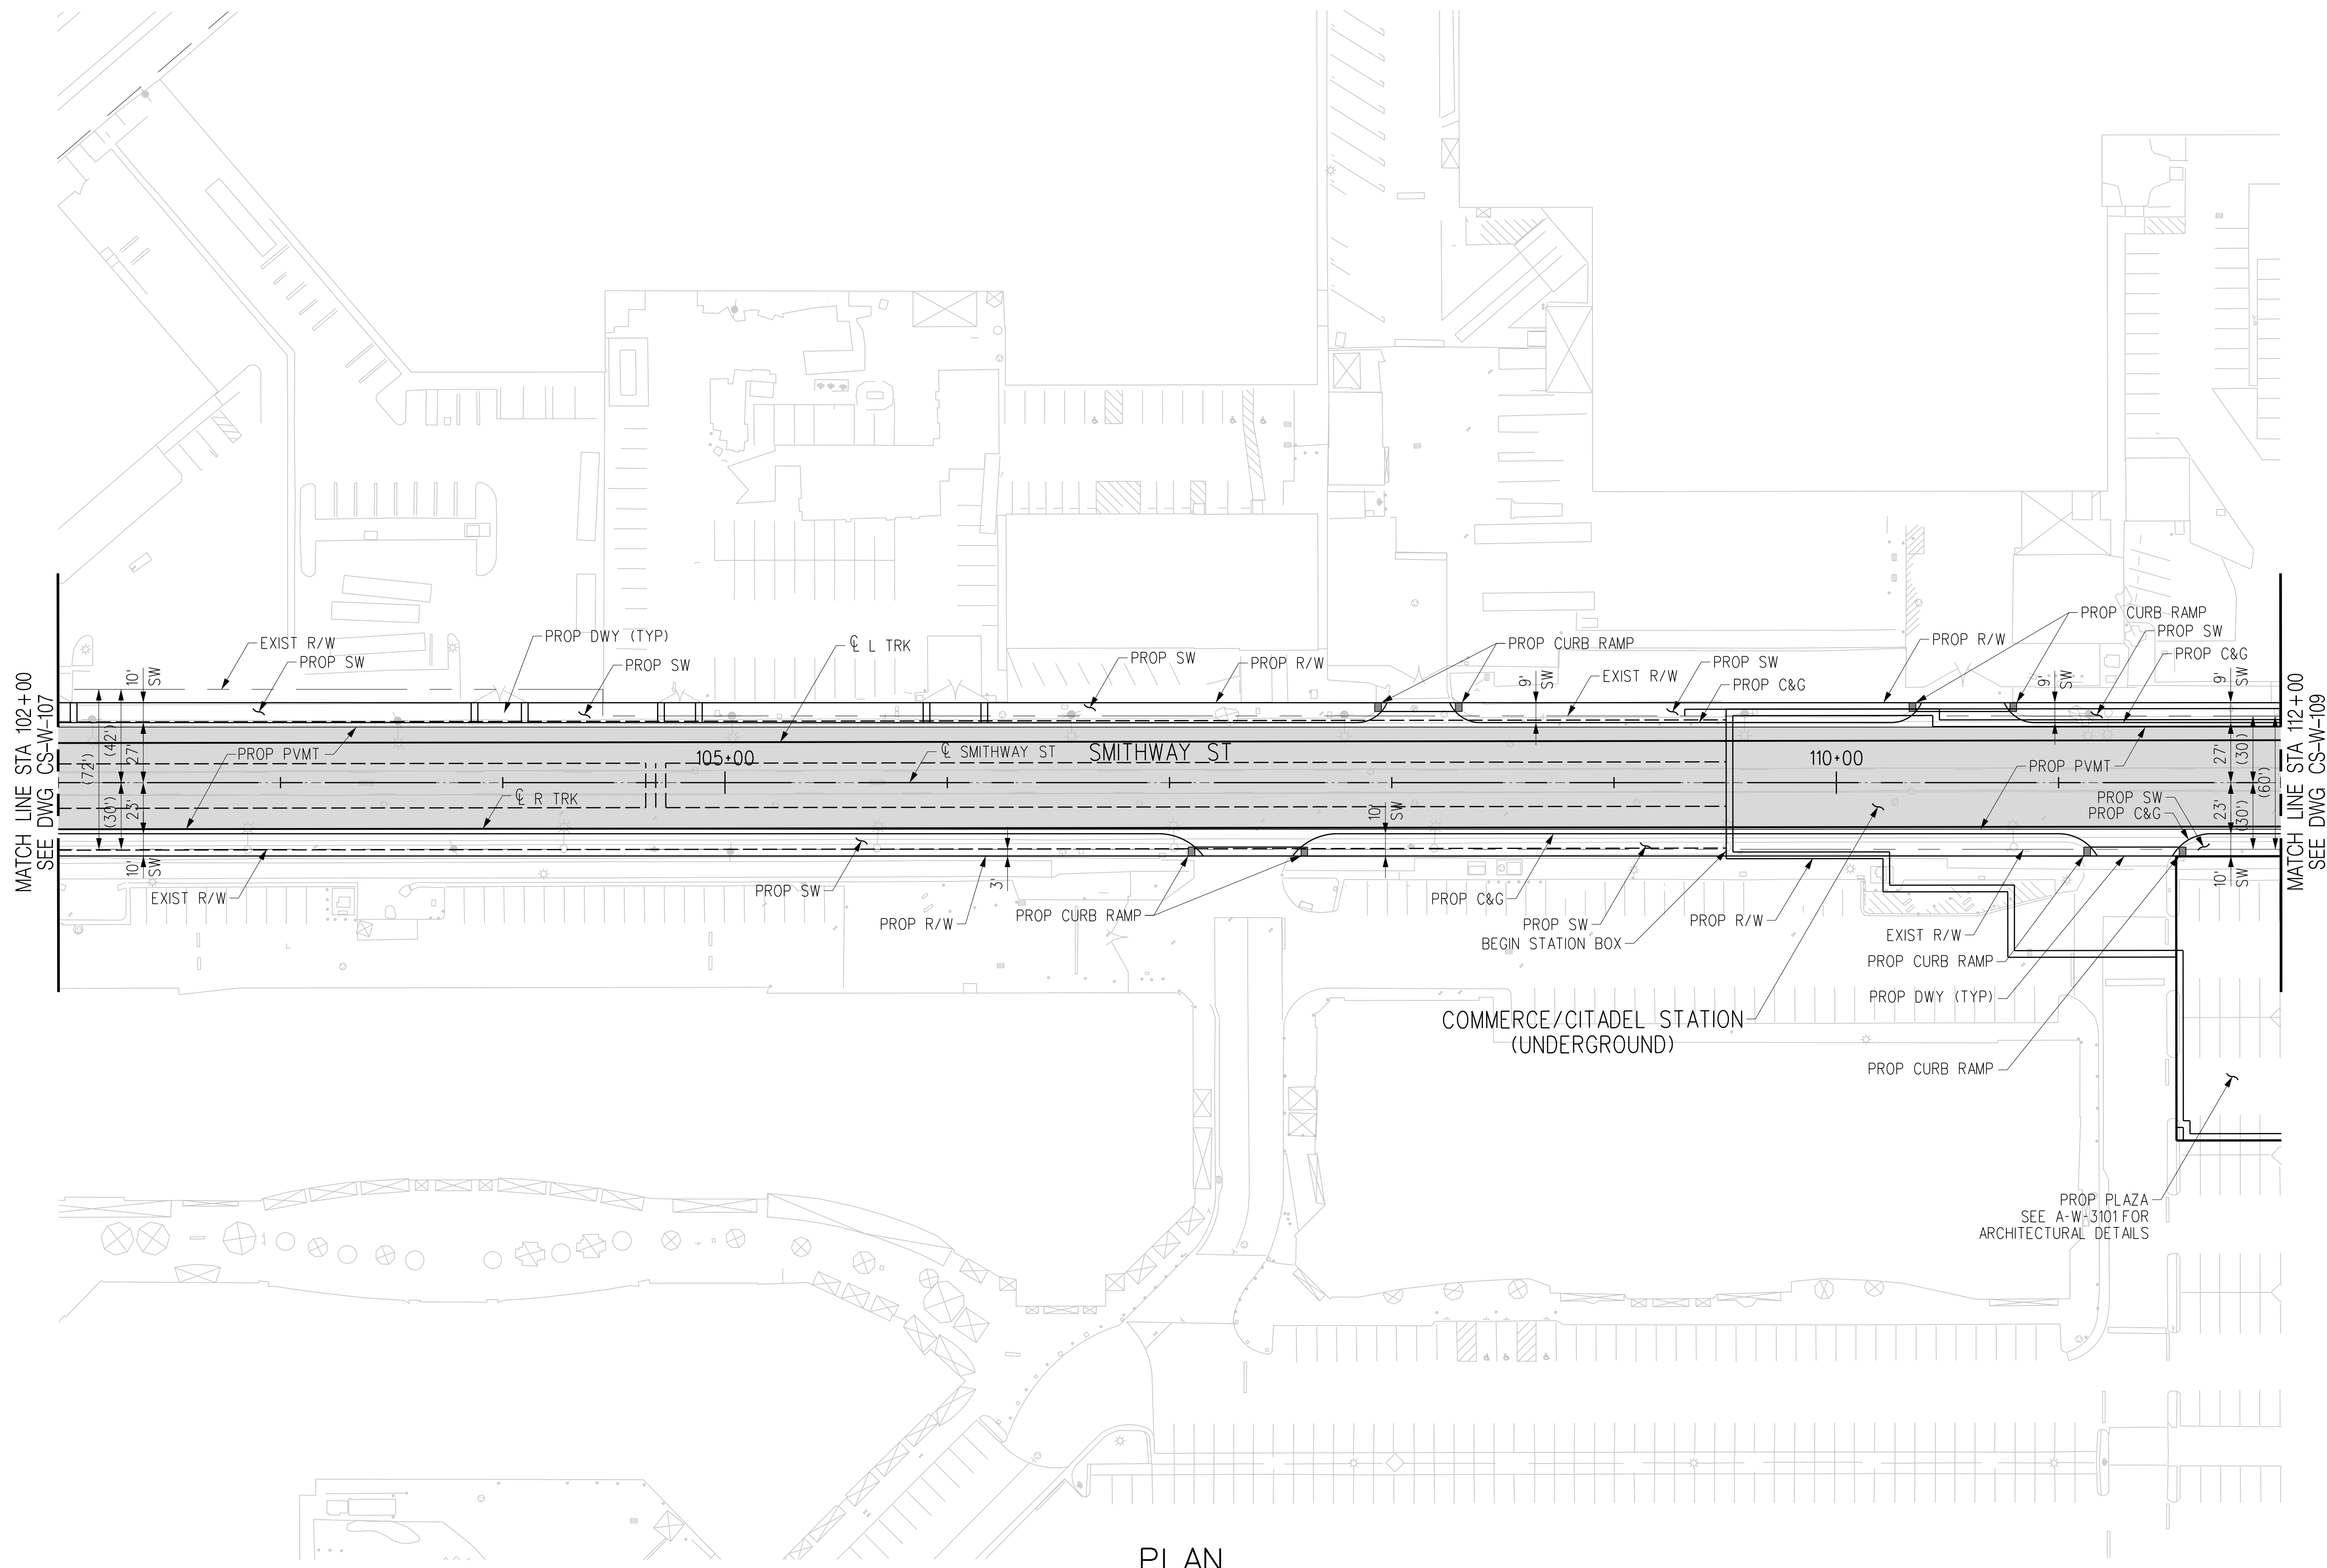 MATCH LINE STA 102+00
SEE DWG CS-W-107
EXIST R/W
PROP SW
PROP DWY (TYP)
PROP SW
℄ L TRK
PROP SW
PROP R/W
PROP CURB RAMP
EXIST R/W
PROP SW
PROP C&G
PROP R/W
PROP CURB RAMP
PROP SW
PROP C&G
10'
SW
(72')
(42')
27'
(30')
23'
10'
SW
PROP PVMT
℄ R TRK
105+00
℄ SMITHWAY ST
SMITHWAY ST
110+00
9'
SW
9'
SW
9'
SW
27'
(30')
(60')
23'
(30')
10'
SW
PROP PVMT
PROP SW
PROP C&G
10'
SW
3'
EXIST R/W
PROP SW
PROP R/W
PROP CURB RAMP
PROP C&G
PROP SW
BEGIN STATION BOX
PROP R/W
EXIST R/W
PROP CURB RAMP
PROP DWY (TYP)
PROP CURB RAMP
COMMERCE/CITADEL STATION
(UNDERGROUND)
PROP PLAZA
SEE A-W-3101 FOR
ARCHITECTURAL DETAILS
MATCH LINE STA 112+00
SEE DWG CS-W-109
PLAN